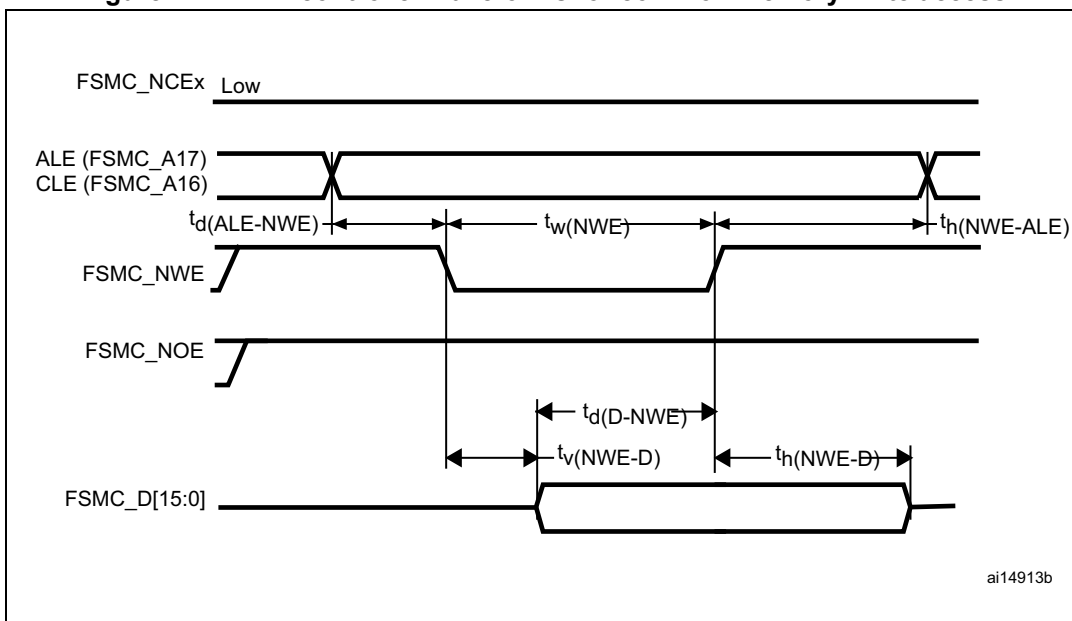 FSMC_NCEx Low
ALE (FSMC_A17)
CLE (FSMC_A16)
td(ALE-NWE) tw(NWE) th(NWE-ALE)
FSMC_NWE
FSMC_NOE
td(D-NWE)
tv(NWE-D) th(NWE-D)
FSMC_D[15:0]
ai14913b